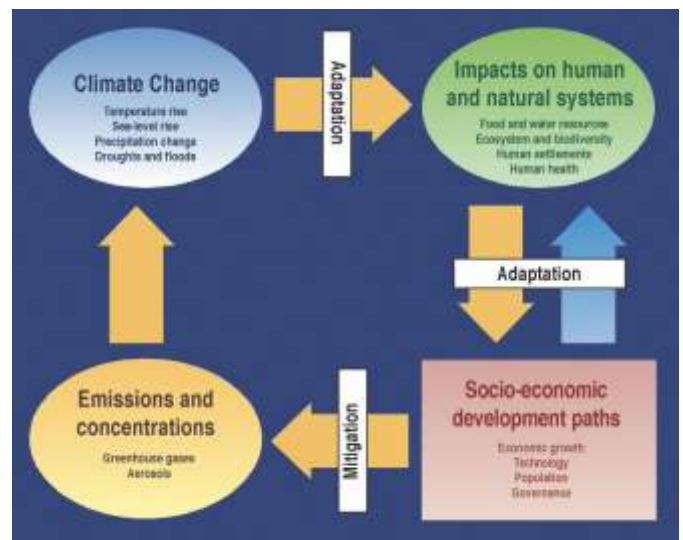 Climate Change
Temperature rise
Sea-level rise
Precipitation change
Droughts and floods
Adaptation
Impacts on human
and natural systems
Food and water resources
Ecosystem and biodiversity
Human settlements
Human health
Adaptation
Emissions and
concentrations
Greenhouse gases
Aerosols
Mitigation
Socio-economic
development paths
Economic growth
Technology
Population
Governance